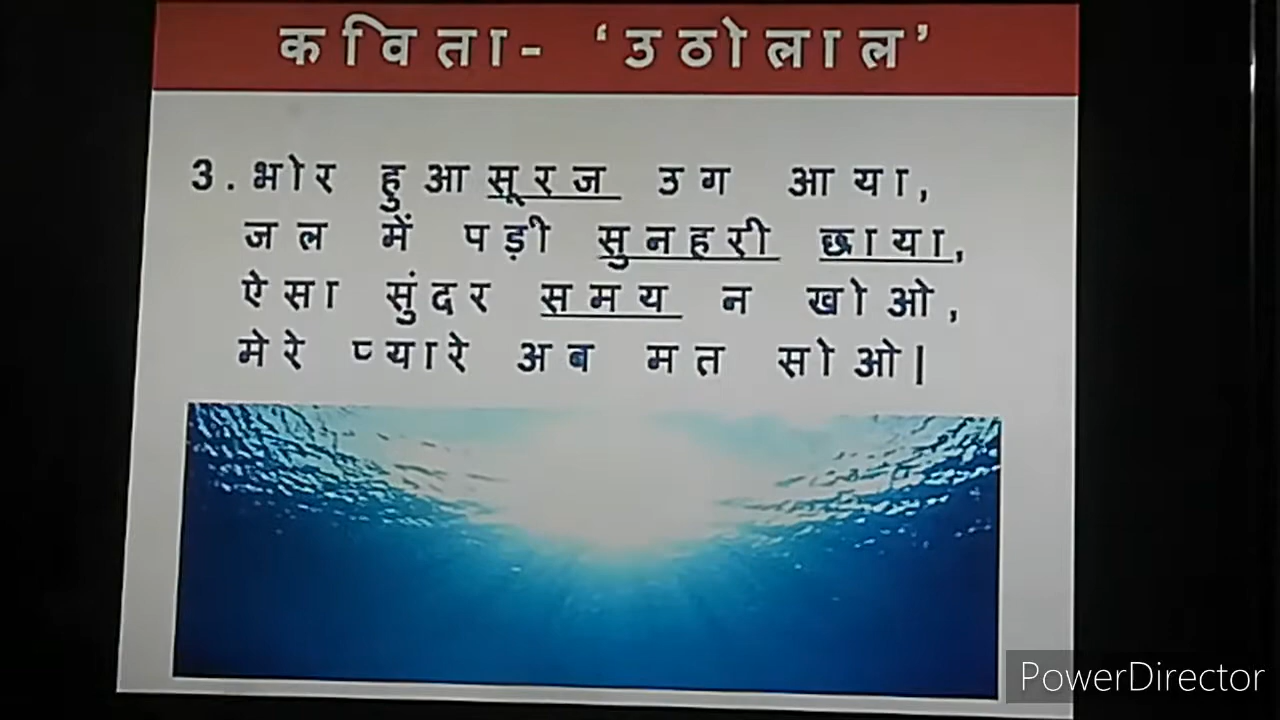 कविता- ‘उठोलाल’
3. भोर हुआ सूरज उग आया,
जल में पड़ी सुनहरी छाया,
ऐसा सुंदर समय न खोओ,
मेरे प्यारे अब मत सोओ|
PowerDirector